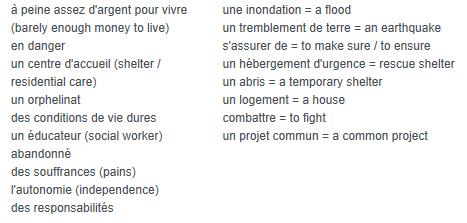 à peine assez d'argent pour vivre
(barely enough money to live)
en danger
un centre d'accueil (shelter /
residential care)
un orphelinat
des conditions de vie dures
un éducateur (social worker)
abandonné
des souffrances (pains)
l'autonomie (independence)
des responsabilités
une inondation = a flood
un tremblement de terre = an earthquake
s'assurer de = to make sure / to ensure
un hébergement d'urgence = rescue shelter
un abris = a temporary shelter
un logement = a house
combattre = to fight
un projet commun = a common project